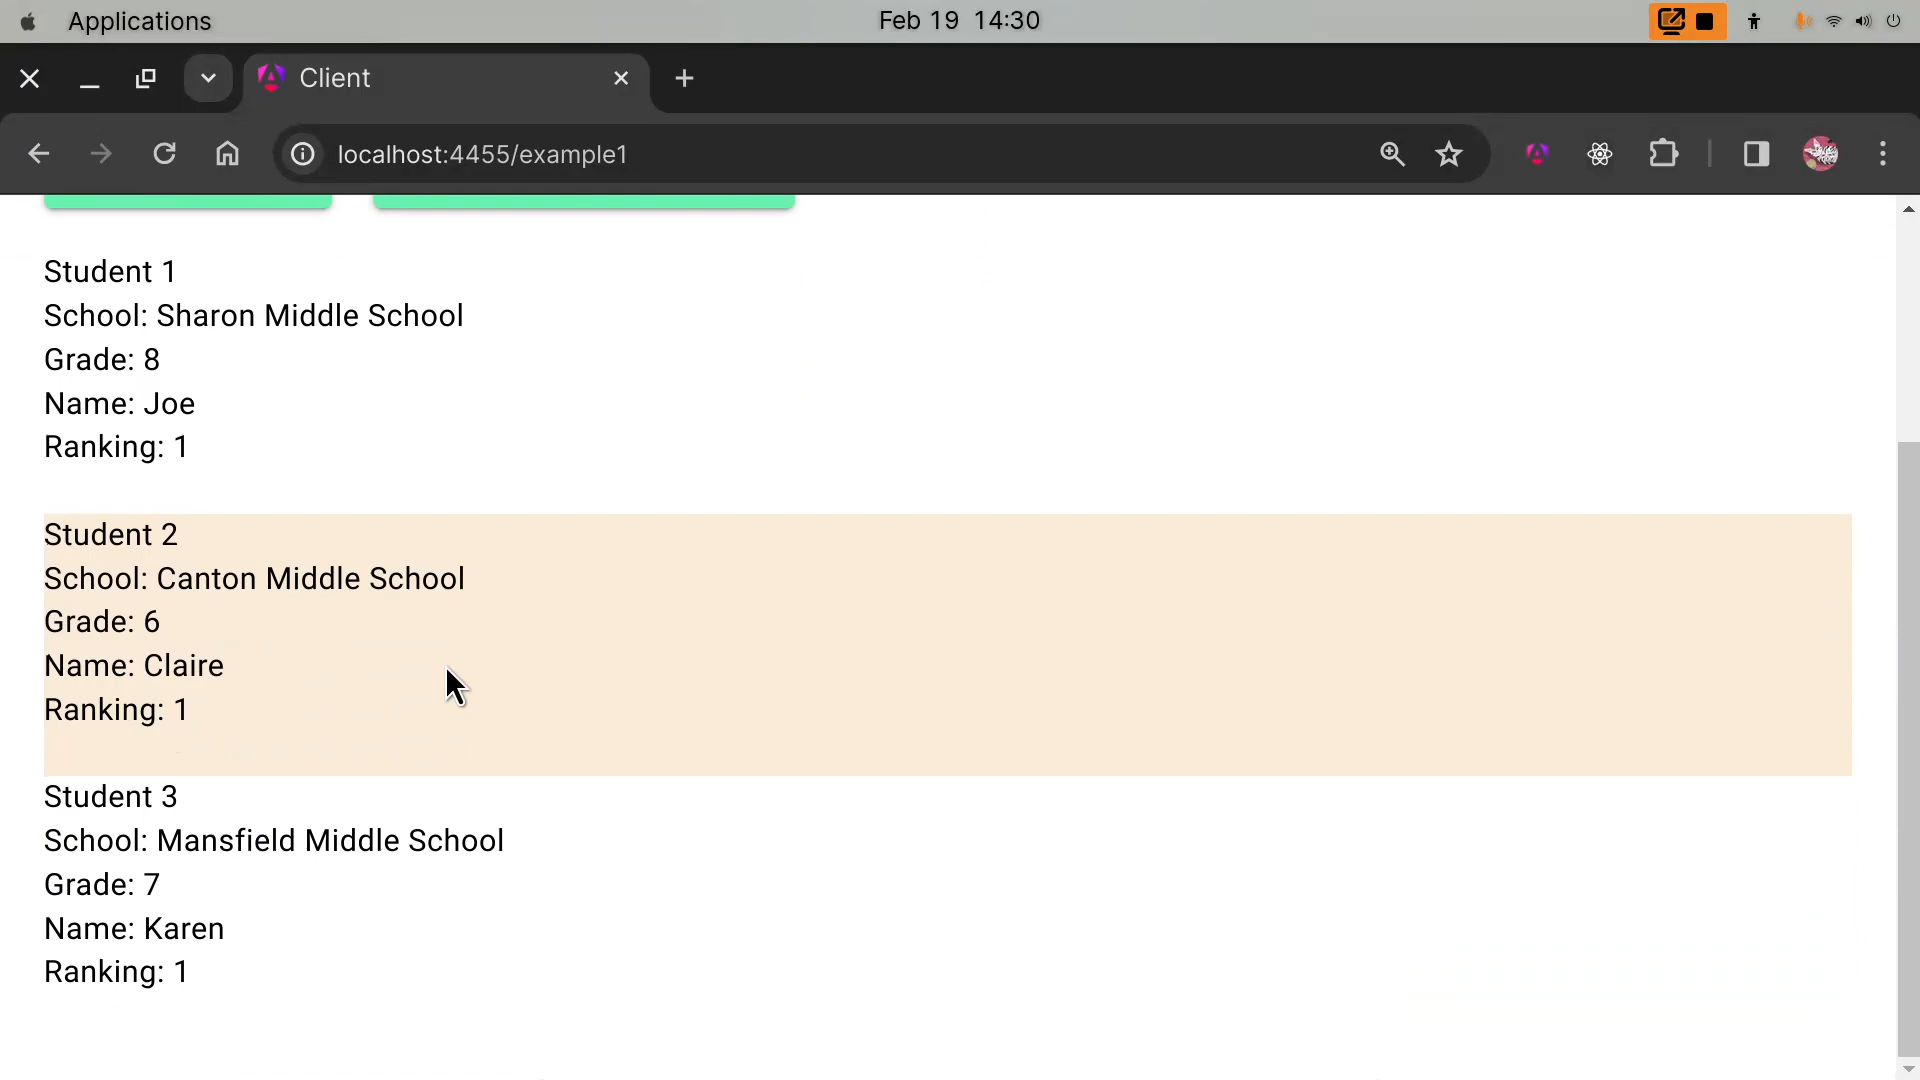 Applications
Feb 19 14:30
Client
localhost:4455/example1
Student 1
School: Sharon Middle School
Grade: 8
Name: Joe
Ranking: 1
Student 2
School: Canton Middle School
Grade: 6
Name: Claire
Ranking: 1
Student 3
School: Mansfield Middle School
Grade: 7
Name: Karen
Ranking: 1